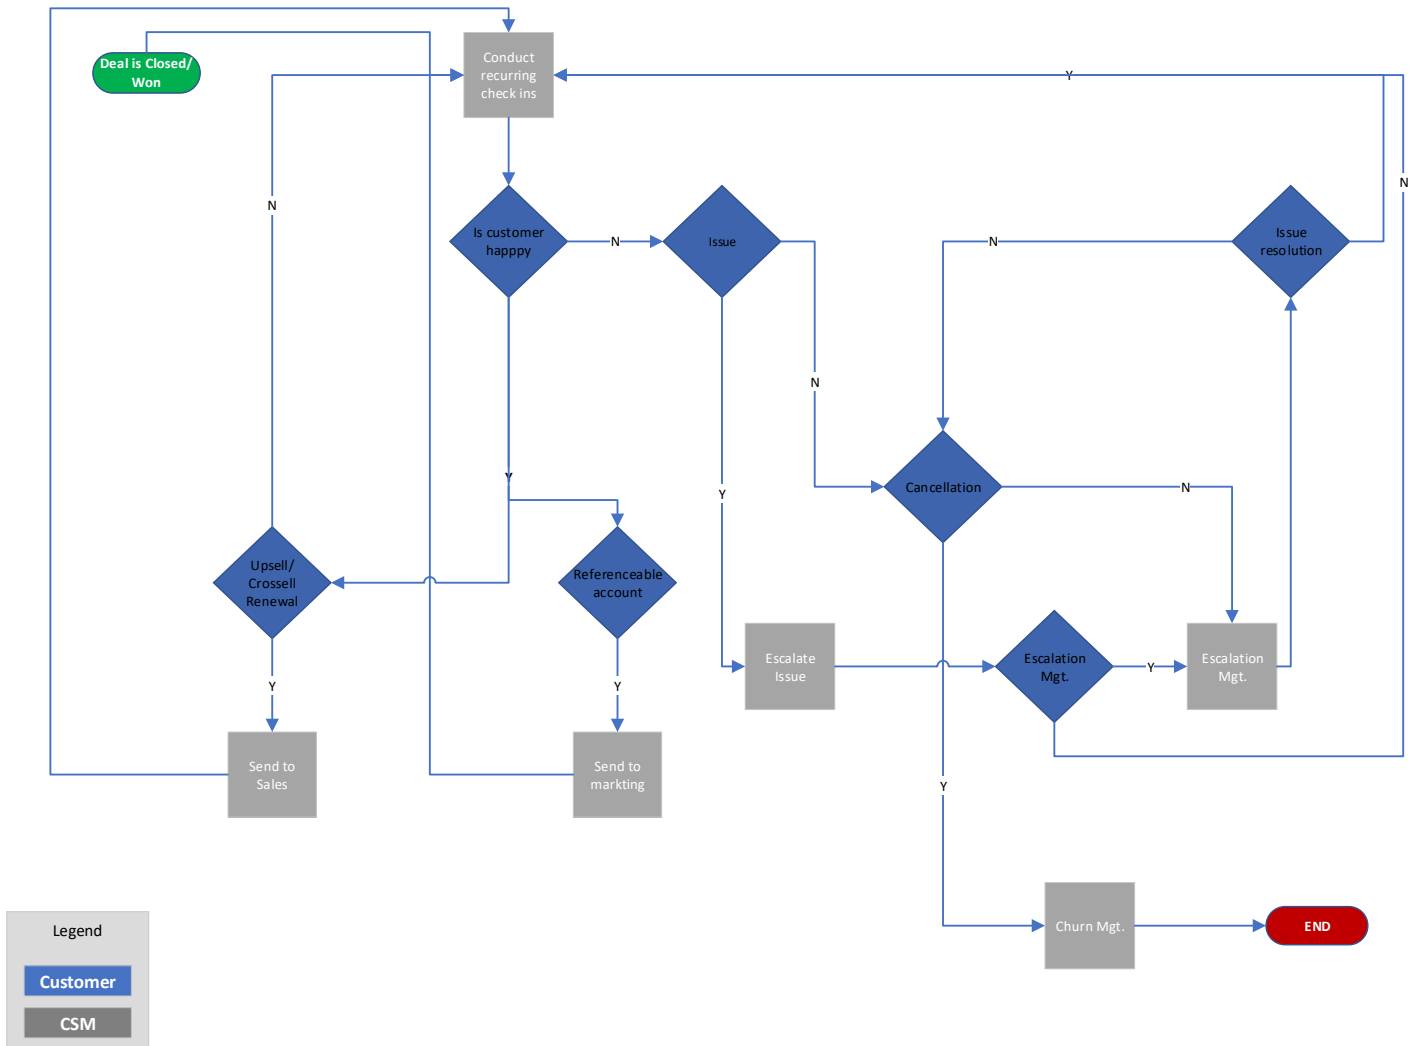 Deal is Closed/
Won
Conduct
recurring
check ins
Y
N
N
Is customer
happpy
N
Issue
N
Issue
resolution
N
Y
Y
Cancellation
N
Upsell/
Crossell
Renewal
Referenceable
account
Escalate
Issue
Escalation
Mgt.
Y
Escalation
Mgt.
Y
Y
Send to
Sales
Send to
markting
Y
Churn Mgt.
END
Legend
Customer
CSM